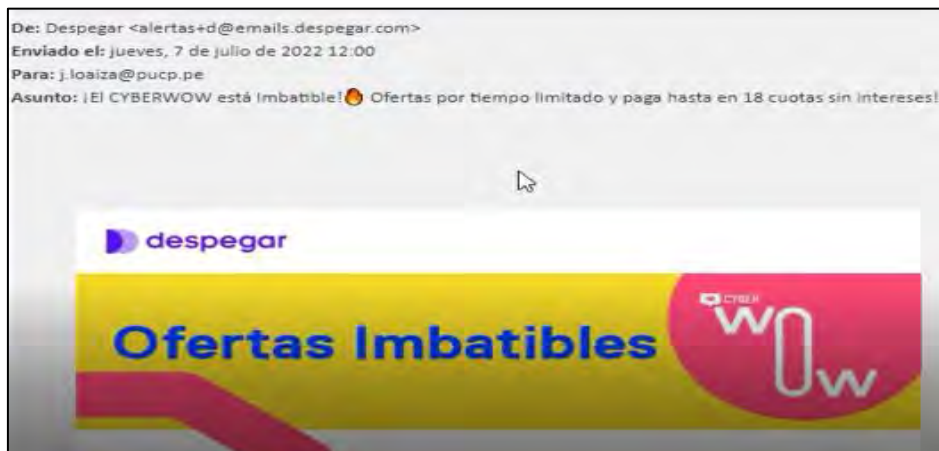 De: Despegar <alertas+d@emails.despegar.com>
Enviado el: jueves, 7 de julio de 2022 12:00
Para: j.loaiza@pucp.pe
Asunto: ¡El CYBERWOW está Imbatible!🔥 Ofertas por tiempo limitado y paga hasta en 18 cuotas sin intereses!
despegar
CYBER
WOW
Ofertas Imbatibles